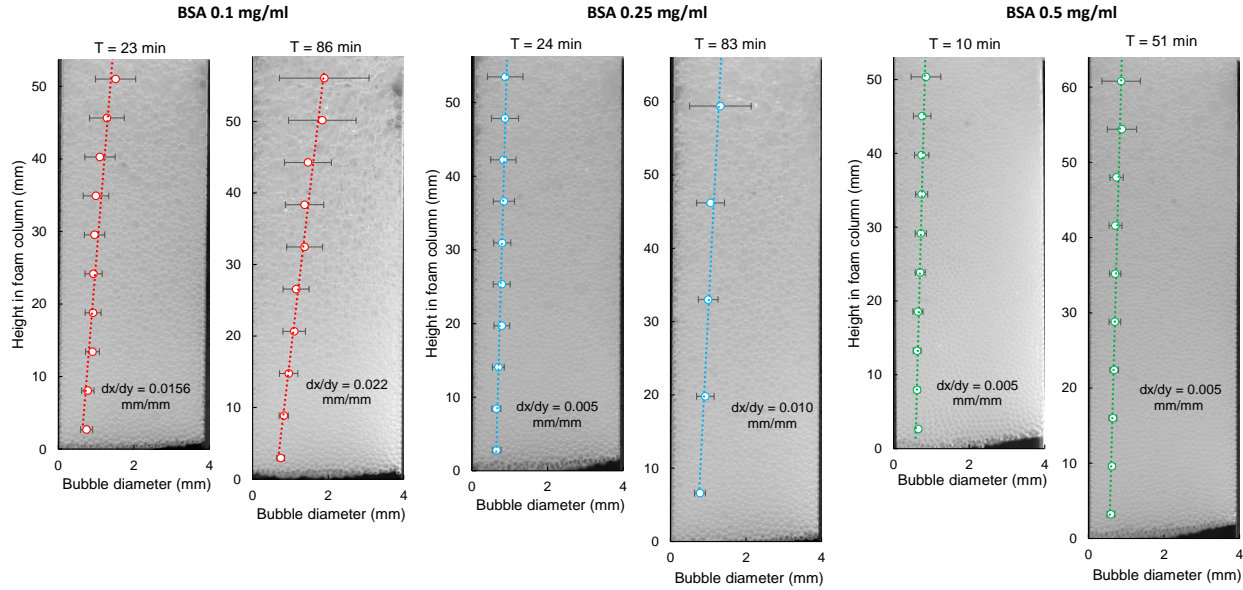 BSA 0.1 mg/ml
BSA 0.25 mg/ml
BSA 0.5 mg/ml
T = 23 min
Height in foam column (mm)
50
40
30
20
10
0
dx/dy = 0.0156
mm/mm
0 2 4
Bubble diameter (mm)
T = 86 min
50
40
30
20
10
0
dx/dy = 0.022
mm/mm
0 2 4
Bubble diameter (mm)
T = 24 min
Height in foam column (mm)
50
40
30
20
10
0
dx/dy = 0.005
mm/mm
0 2 4
Bubble diameter (mm)
T = 83 min
60
50
40
30
20
10
0
dx/dy = 0.010
mm/mm
0 2 4
Bubble diameter (mm)
T = 10 min
Height in foam column (mm)
50
40
30
20
10
0
dx/dy = 0.005
mm/mm
0 2 4
Bubble diameter (mm)
T = 51 min
60
50
40
30
20
10
0
dx/dy = 0.005
mm/mm
0 2 4
Bubble diameter (mm)